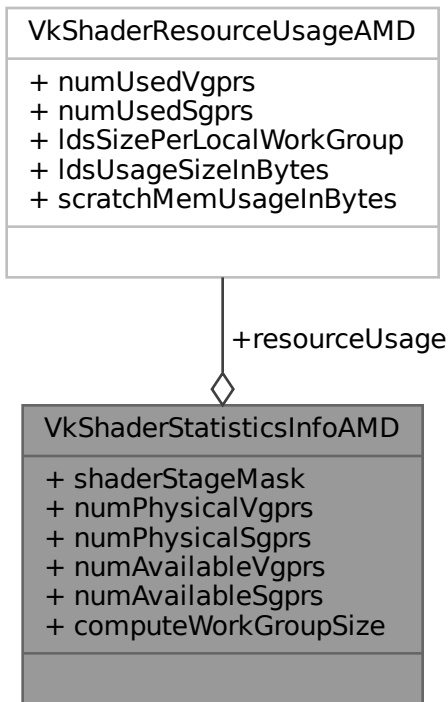 VkShaderResourceUsageAMD
+ numUsedVgprs
+ numUsedSgprs
+ ldsSizePerLocalWorkGroup
+ ldsUsageSizeInBytes
+ scratchMemUsageInBytes
+resourceUsage
VkShaderStatisticsInfoAMD
+ shaderStageMask
+ numPhysicalVgprs
+ numPhysicalSgprs
+ numAvailableVgprs
+ numAvailableSgprs
+ computeWorkGroupSize